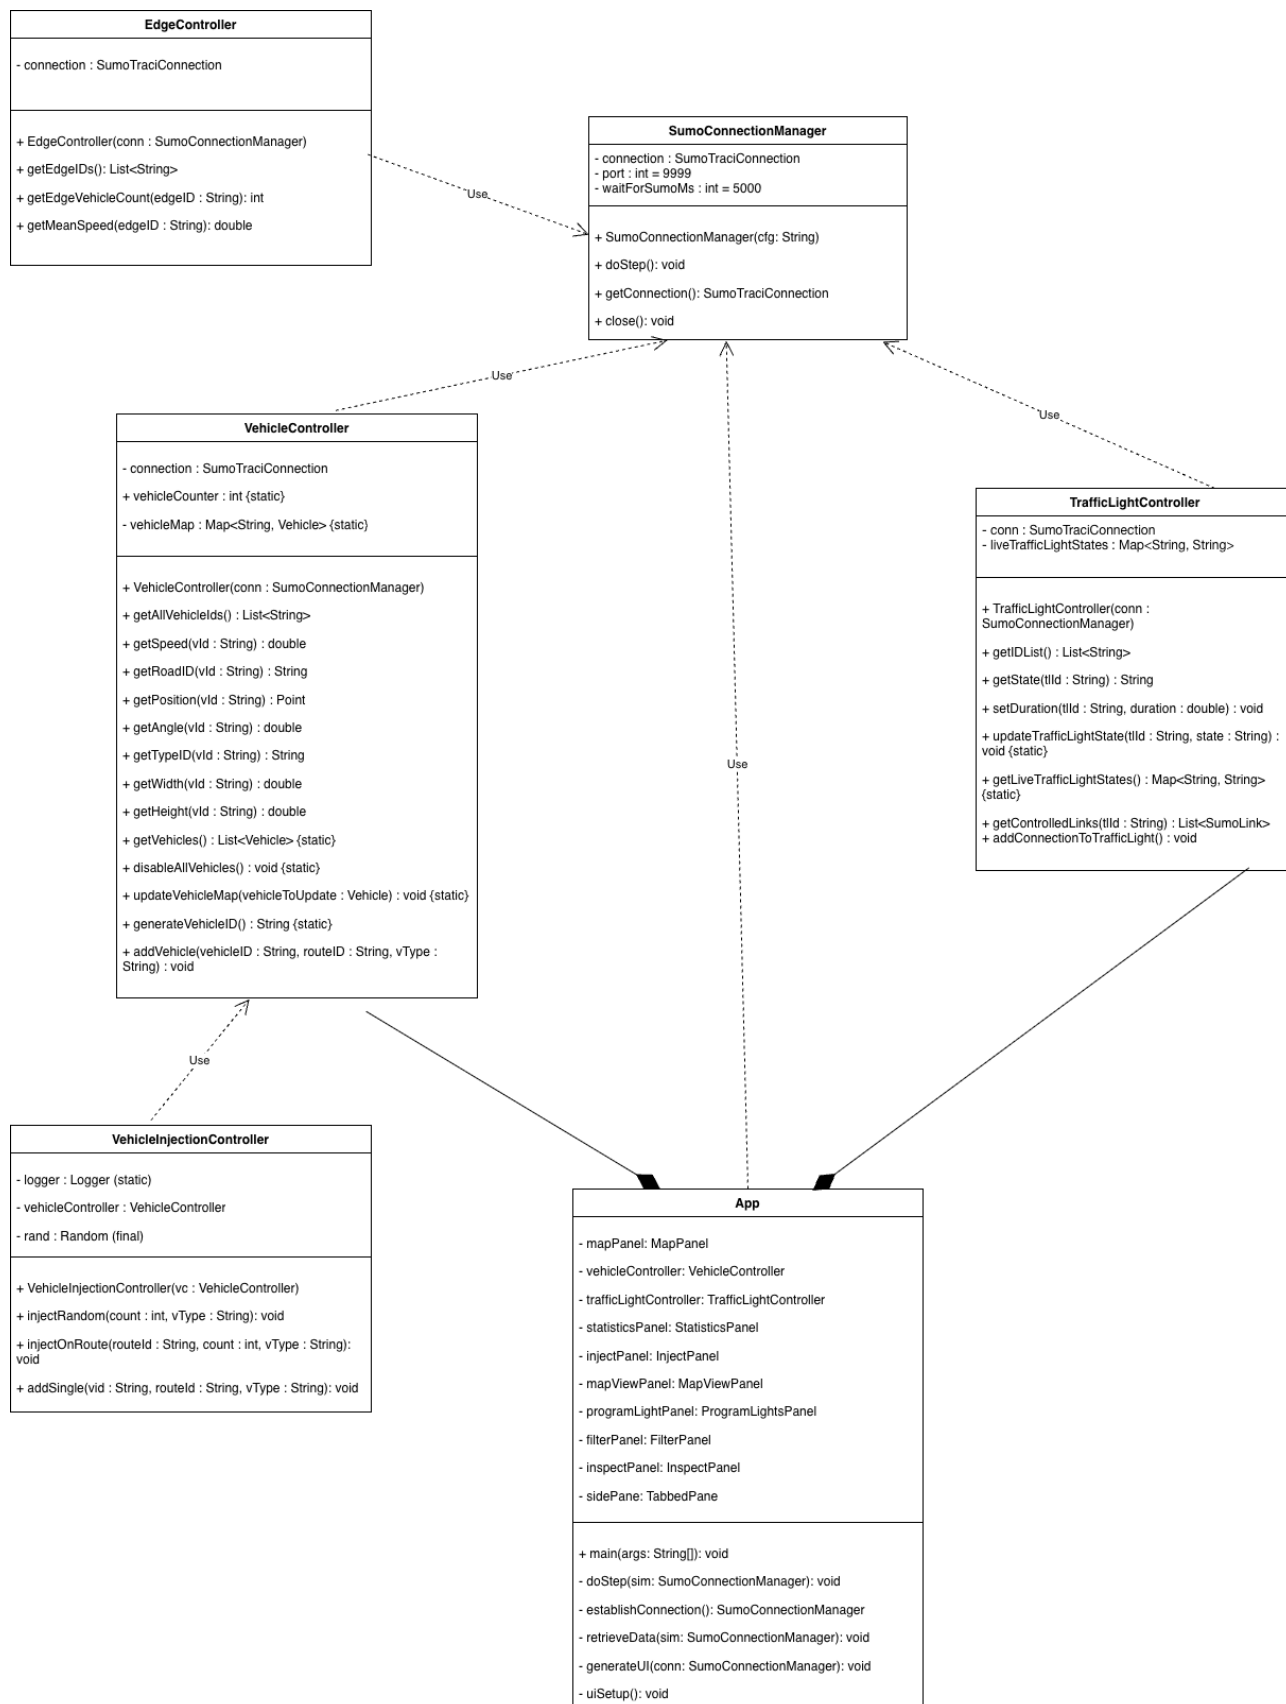 EdgeController
- connection : SumoTraciConnection
+ EdgeController(conn : SumoConnectionManager)
+ getEdgeIDs(): List<String>
+ getEdgeVehicleCount(edgeID : String): int
+ getMeanSpeed(edgeID : String): double
Use
SumoConnectionManager
- connection : SumoTraciConnection
- port : int = 9999
- waitForSumoMs : int = 5000
+ SumoConnectionManager(cfg: String)
+ doStep(): void
+ getConnection(): SumoTraciConnection
+ close(): void
Use
Use
Use
VehicleController
- connection : SumoTraciConnection
+ vehicleCounter : int {static}
- vehicleMap : Map<String, Vehicle> {static}
+ VehicleController(conn : SumoConnectionManager)
+ getAllVehicleIds() : List<String>
+ getSpeed(vId : String) : double
+ getRoadID(vId : String) : String
+ getPosition(vId : String) : Point
+ getAngle(vId : String) : double
+ getTypeID(vId : String) : String
+ getWidth(vId : String) : double
+ getHeight(vId : String) : double
+ getVehicles() : List<Vehicle> {static}
+ disableAllVehicles() : void {static}
+ updateVehicleMap(vehicleToUpdate : Vehicle) : void {static}
+ generateVehicleID() : String {static}
+ addVehicle(vehicleID : String, routeID : String, vType :
String) : void
TrafficLightController
- conn : SumoTraciConnection
- liveTrafficLightStates : Map<String, String>
+ TrafficLightController(conn :
SumoConnectionManager)
+ getIDList() : List<String>
+ getState(tlId : String) : String
+ setDuration(tlId : String, duration : double) : void
+ updateTrafficLightState(tlId : String, state : String) :
void {static}
+ getLiveTrafficLightStates() : Map<String, String>
{static}
+ getControlledLinks(tlId : String) : List<SumoLink>
+ addConnectionToTrafficLight() : void
Use
VehicleInjectionController
- logger : Logger (static)
- vehicleController : VehicleController
- rand : Random (final)
+ VehicleInjectionController(vc : VehicleController)
+ injectRandom(count : int, vType : String): void
+ injectOnRoute(routeId : String, count : int, vType : String):
void
+ addSingle(vid : String, routeId : String, vType : String): void
App
- mapPanel: MapPanel
- vehicleController: VehicleController
- trafficLightController: TrafficLightController
- statisticsPanel: StatisticsPanel
- injectPanel: InjectPanel
- mapViewPanel: MapViewPanel
- programLightPanel: ProgramLightsPanel
- filterPanel: FilterPanel
- inspectPanel: InspectPanel
- sidePane: TabbedPane
+ main(args: String[]): void
- doStep(sim: SumoConnectionManager): void
- establishConnection(): SumoConnectionManager
- retrieveData(sim: SumoConnectionManager): void
- generateUI(conn: SumoConnectionManager): void
- uiSetup(): void